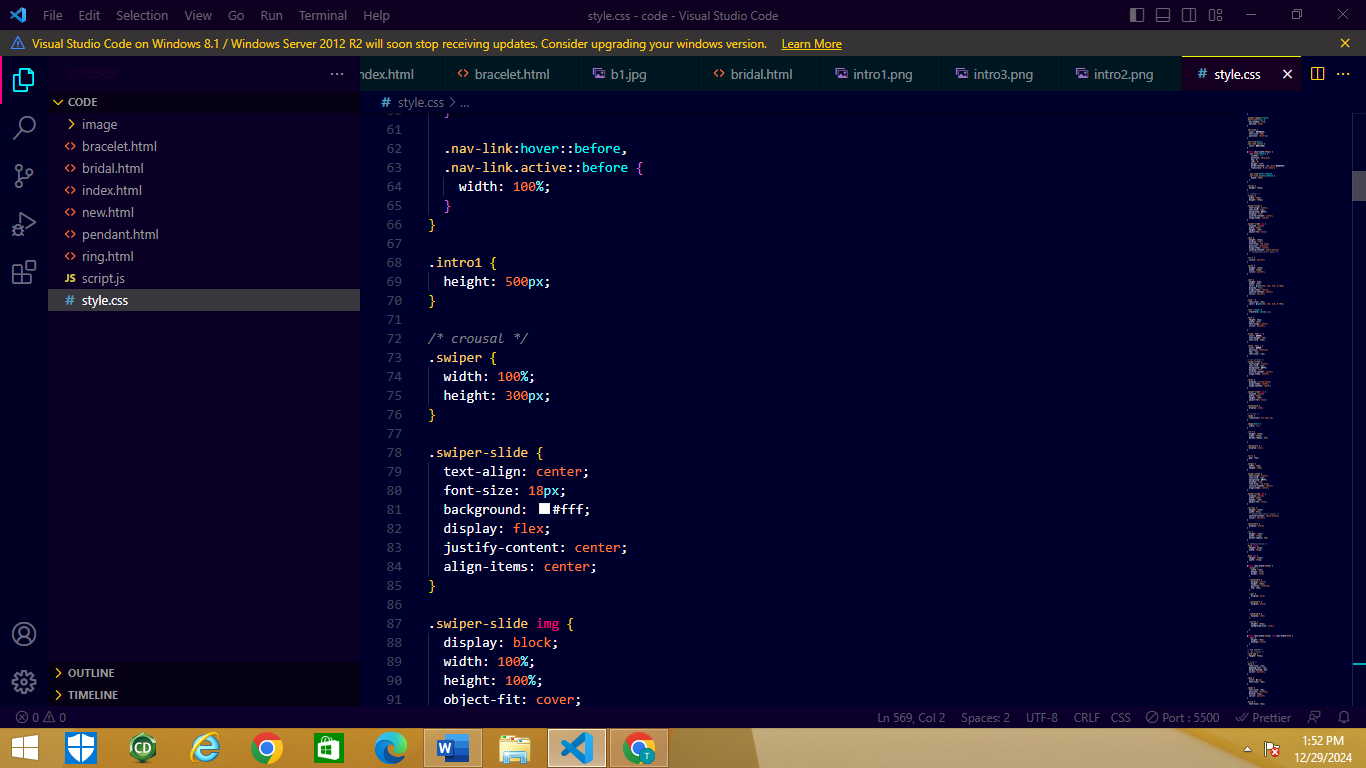 File Edit Selection View Go Run Terminal Help
style.css - code - Visual Studio Code
Visual Studio Code on Windows 8.1 / Windows Server 2012 R2 will soon stop receiving updates. Consider upgrading your windows version. Learn More
EXPLORER
ndex.html bracelet.html b1.jpg bridal.html intro1.png intro3.png intro2.png # style.css
CODE
image
bracelet.html
bridal.html
index.html
new.html
pendant.html
ring.html
JS script.js
# style.css
OUTLINE
TIMELINE
# style.css > ...
60 }
61
62 .nav-link:hover::before,
63 .nav-link.active::before {
64 width: 100%;
65 }
66 }
67
68 .intro1 {
69 height: 500px;
70 }
71
72 /* crousal */
73 .swiper {
74 width: 100%;
75 height: 300px;
76 }
77
78 .swiper-slide {
79 text-align: center;
80 font-size: 18px;
81 background: #fff;
82 display: flex;
83 justify-content: center;
84 align-items: center;
85 }
86
87 .swiper-slide img {
88 display: block;
89 width: 100%;
90 height: 100%;
91 object-fit: cover;
0 0
Ln 569, Col 2 Spaces: 2 UTF-8 CRLF CSS Port : 5500 Prettier
CD W T
1:52 PM
12/29/2024